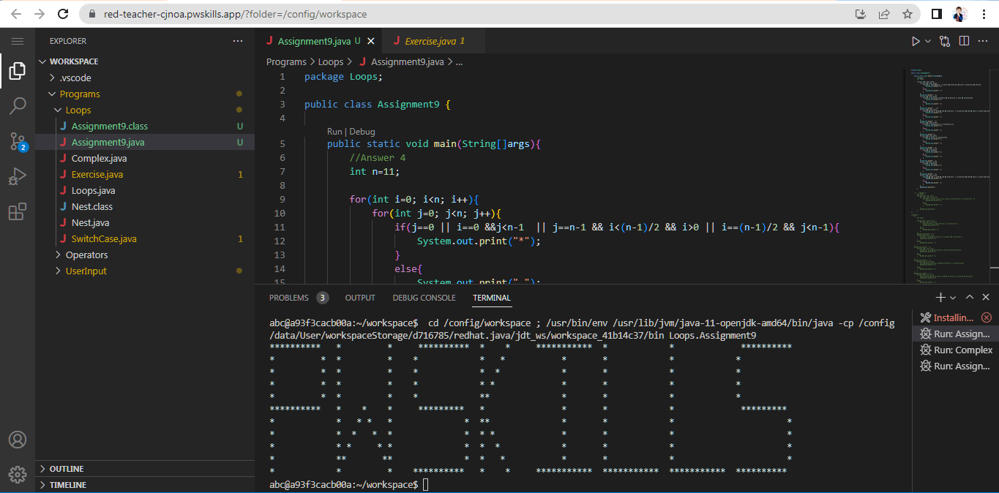 red-teacher-cjnoa.pwskills.app/?folder=/config/workspace
EXPLORER
WORKSPACE
.vscode
Programs
Loops
Assignment9.class U
Assignment9.java U
Complex.java
Exercise.java 1
Loops.java
Nest.class
Nest.java
SwitchCase.java 1
Operators
UserInput
OUTLINE
TIMELINE
2
J Assignment9.java U
J Exercise.java 1
Programs > Loops > J Assignment9.java > ...
1 package Loops;
2
3 public class Assignment9 {
4
Run | Debug
5 public static void main(String[]args){
6 //Answer 4
7 int n=11;
8
9 for(int i=0; i<n; i++){
10 for(int j=0; j<n; j++){
11 if(j==0 || i==0 &&j<n-1  || j==n-1 && i<(n-1)/2 && i>0 || i==(n-1)/2 && j<n-1){
12 System.out.print("*");
13 }
14 else{
15 System.out.print(" ");
PROBLEMS 3 OUTPUT DEBUG CONSOLE TERMINAL
abc@a93f3cacb00a:~/workspace$  cd /config/workspace ; /usr/bin/env /usr/lib/jvm/java-11-openjdk-amd64/bin/java -cp /config
/data/User/workspaceStorage/d716785/redhat.java/jdt_ws/workspace_41b14c37/bin Loops.Assignment9
**********   *         *     **********  *    *     ***********  *           *            **********
*         *  *         *    *            *   *           *       *           *           *
*         *  *         *    *            *  *            *       *           *           *
*         *  *         *    *            * *             *       *           *           *
*         *  *         *    *            **              *       *           *           *
**********   *    *    *     *********   *               *       *           *            *********
*            *   * *   *              *  **              *       *           *                     *
*            *  *   *  *              *  * *             *       *           *                     *
*            * *     * *              *  *  *            *       *           *                     *
*            **       **              *  *   *           *       *           *                     *
*            *         *    **********   *    *     ***********  ***********  ***********  **********
abc@a93f3cacb00a:~/workspace$
Installin...
Run: Assign...
Run: Complex
Run: Assign...